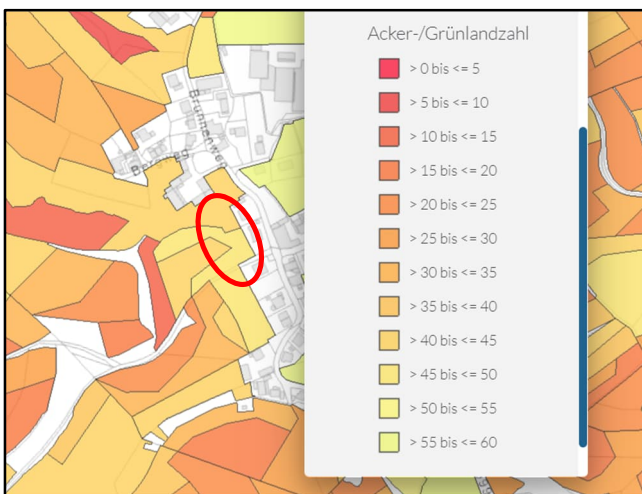 Acker-/Grünlandzahl
> 0 bis <= 5
> 5 bis <= 10
> 10 bis <= 15
> 15 bis <= 20
> 20 bis <= 25
> 25 bis <= 30
> 30 bis <= 35
> 35 bis <= 40
> 40 bis <= 45
> 45 bis <= 50
> 50 bis <= 55
> 55 bis <= 60
Brunnenweg